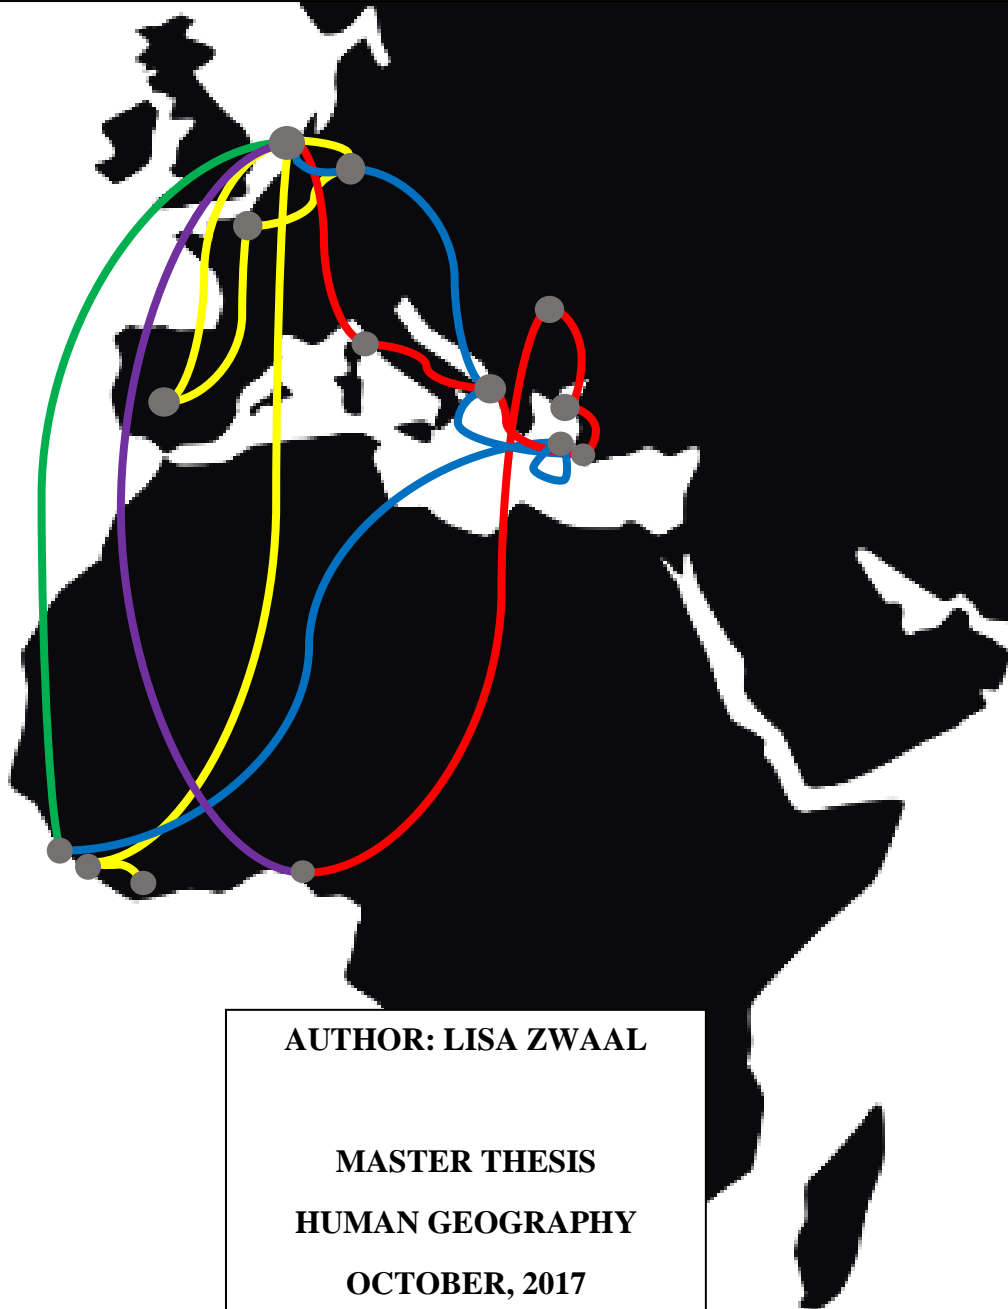 AUTHOR: LISA ZWAAL
MASTER THESIS
HUMAN GEOGRAPHY
OCTOBER, 2017